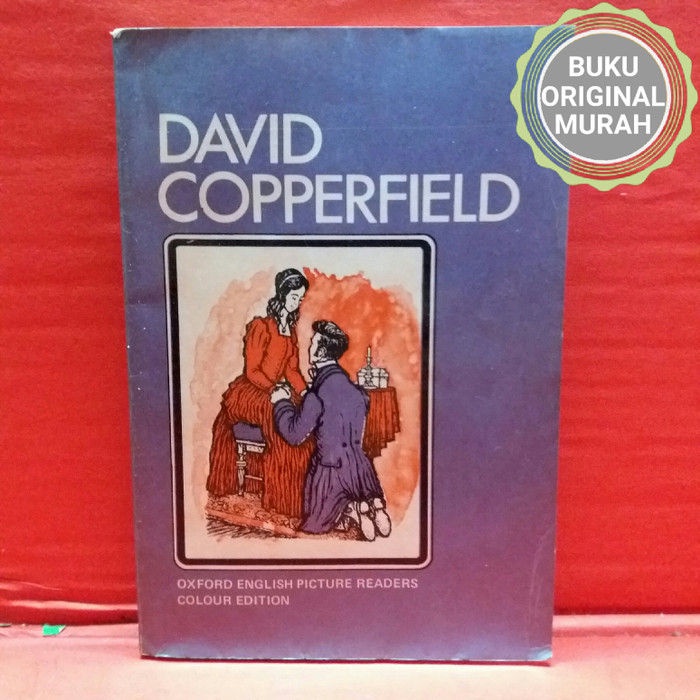 DAVID
COPPERFIELD
OXFORD ENGLISH PICTURE READERS
COLOUR EDITION
BUKU
ORIGINAL
MURAH